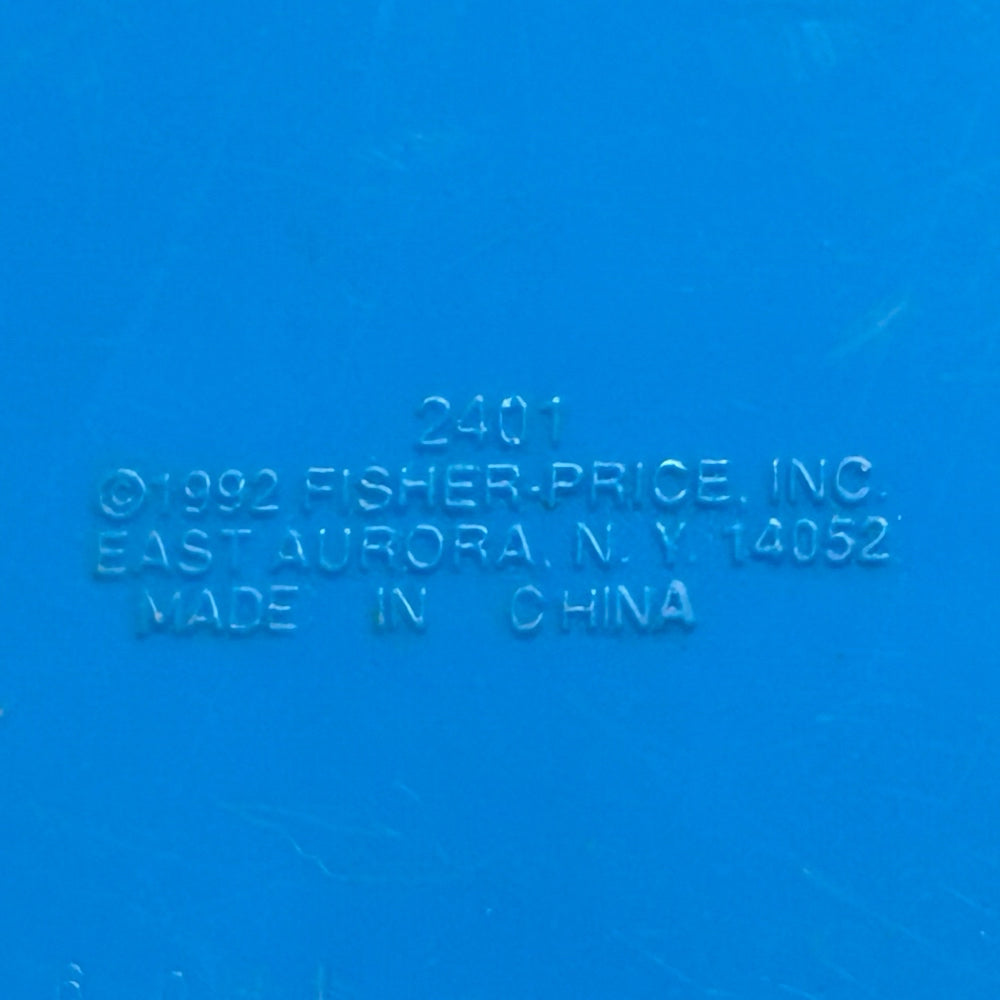 2401
©1992 FISHER-PRICE, INC.
EAST AURORA, N. Y. 14052
MADE IN CHINA